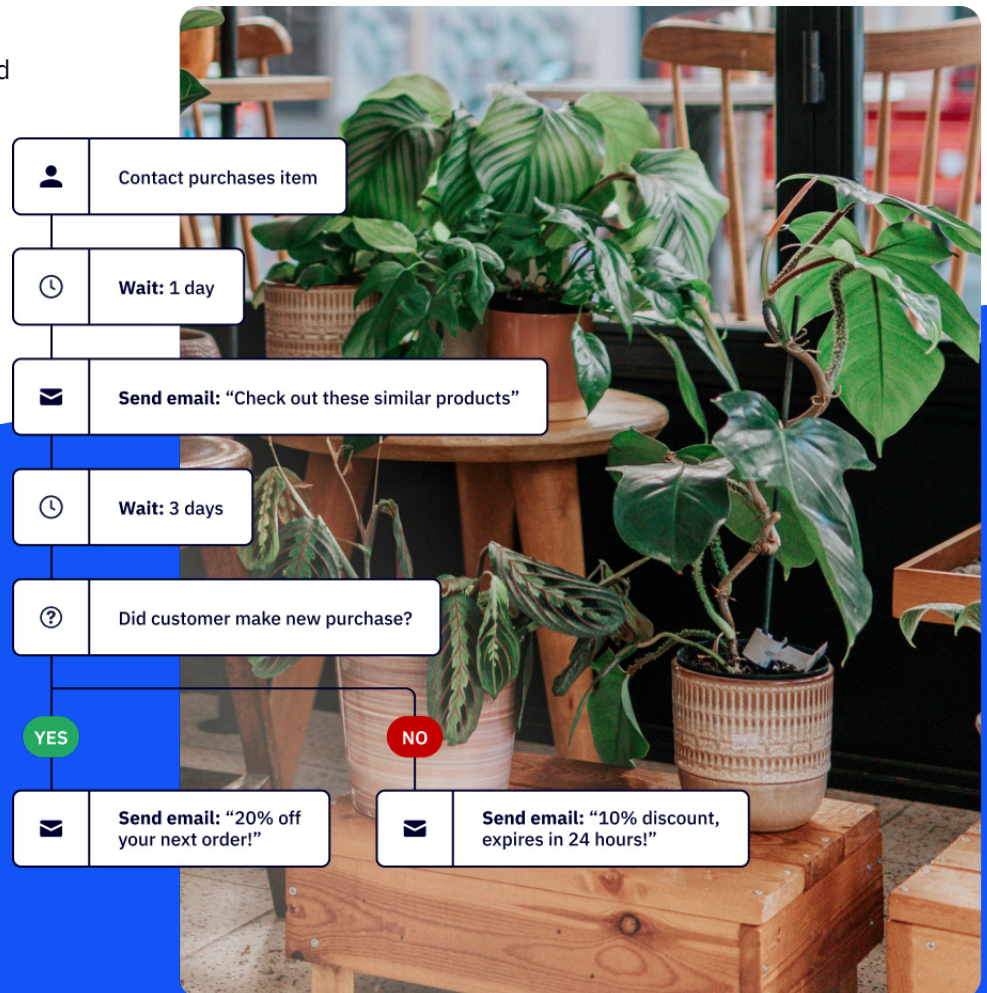 d
Contact purchases item
Wait: 1 day
Send email: “Check out these similar products”
Wait: 3 days
Did customer make new purchase?
YES
NO
Send email: “20% off
your next order!”
Send email: “10% discount,
expires in 24 hours!”